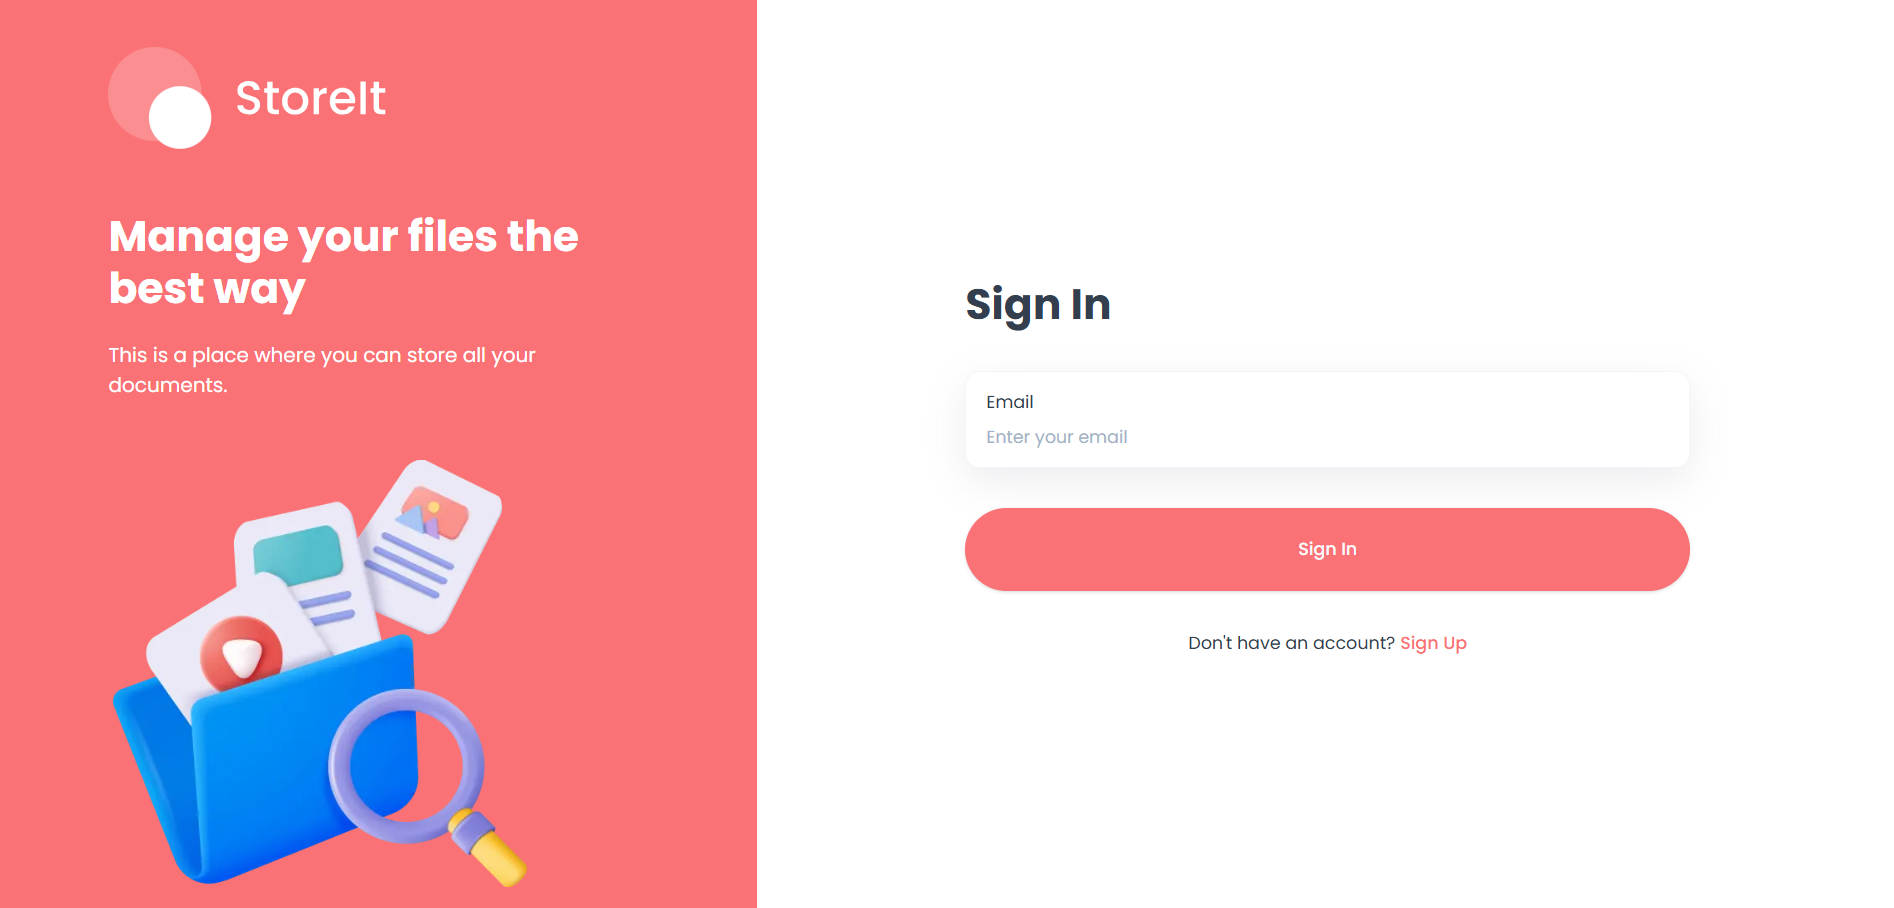 StoreIt
Manage your files the
best way
This is a place where you can store all your
documents.
Sign In
Email
Enter your email
Sign In
Don't have an account? Sign Up